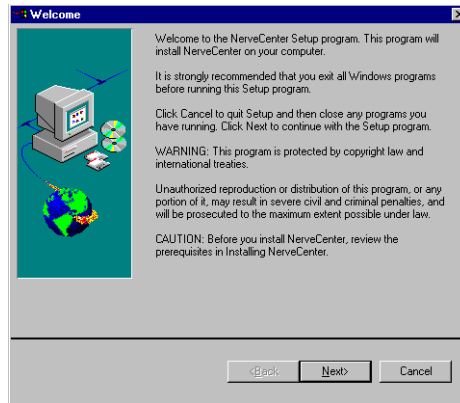 Welcome
Welcome to the NerveCenter Setup program. This program will
install NerveCenter on your computer.
It is strongly recommended that you exit all Windows programs
before running this Setup program.
Click Cancel to quit Setup and then close any programs you
have running. Click Next to continue with the Setup program.
WARNING: This program is protected by copyright law and
international treaties.
Unauthorized reproduction or distribution of this program, or any
portion of it, may result in severe civil and criminal penalties, and
will be prosecuted to the maximum extent possible under law.
CAUTION: Before you install NerveCenter, review the
prerequisites in Installing NerveCenter.
<Back Next> Cancel